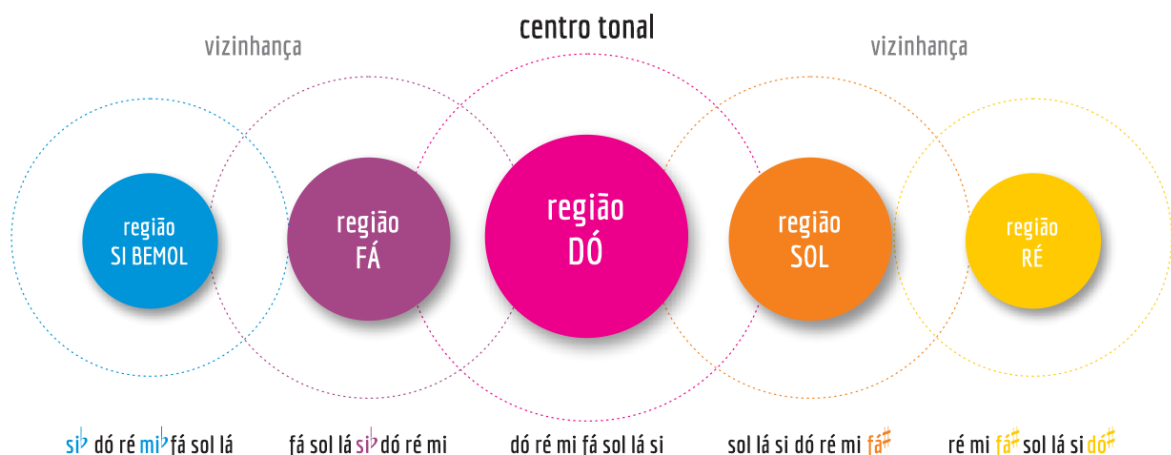 centro tonal
vizinhança
vizinhança
região
SI BEMOL
região
FÁ
região
DÓ
região
SOL
região
RÉ
si♭ dó ré mi♭ fá sol lá
fá sol lá si♭ dó ré mi
dó ré mi fá sol lá si
sol lá si dó ré mi fá♯
ré mi fá♯ sol lá si dó♯